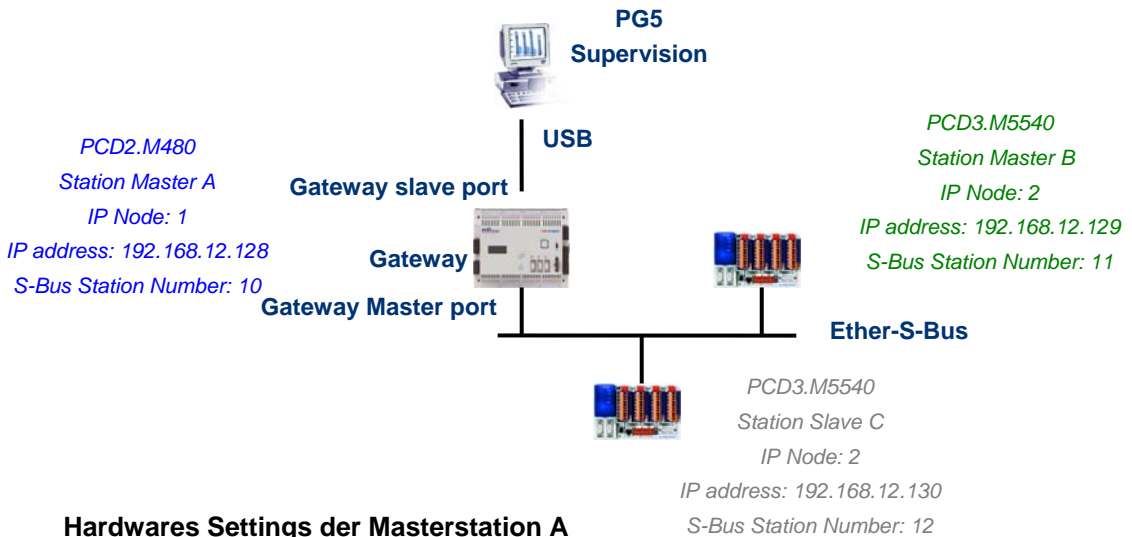 PG5
Supervision
USB
PCD2.M480
Station Master A
IP Node: 1
IP address: 192.168.12.128
S-Bus Station Number: 10
Gateway slave port
Gateway
Gateway Master port
PCD3.M5540
Station Master B
IP Node: 2
IP address: 192.168.12.129
S-Bus Station Number: 11
Ether-S-Bus
PCD3.M5540
Station Slave C
IP Node: 2
IP address: 192.168.12.130
S-Bus Station Number: 12
Hardwares Settings der Masterstation A